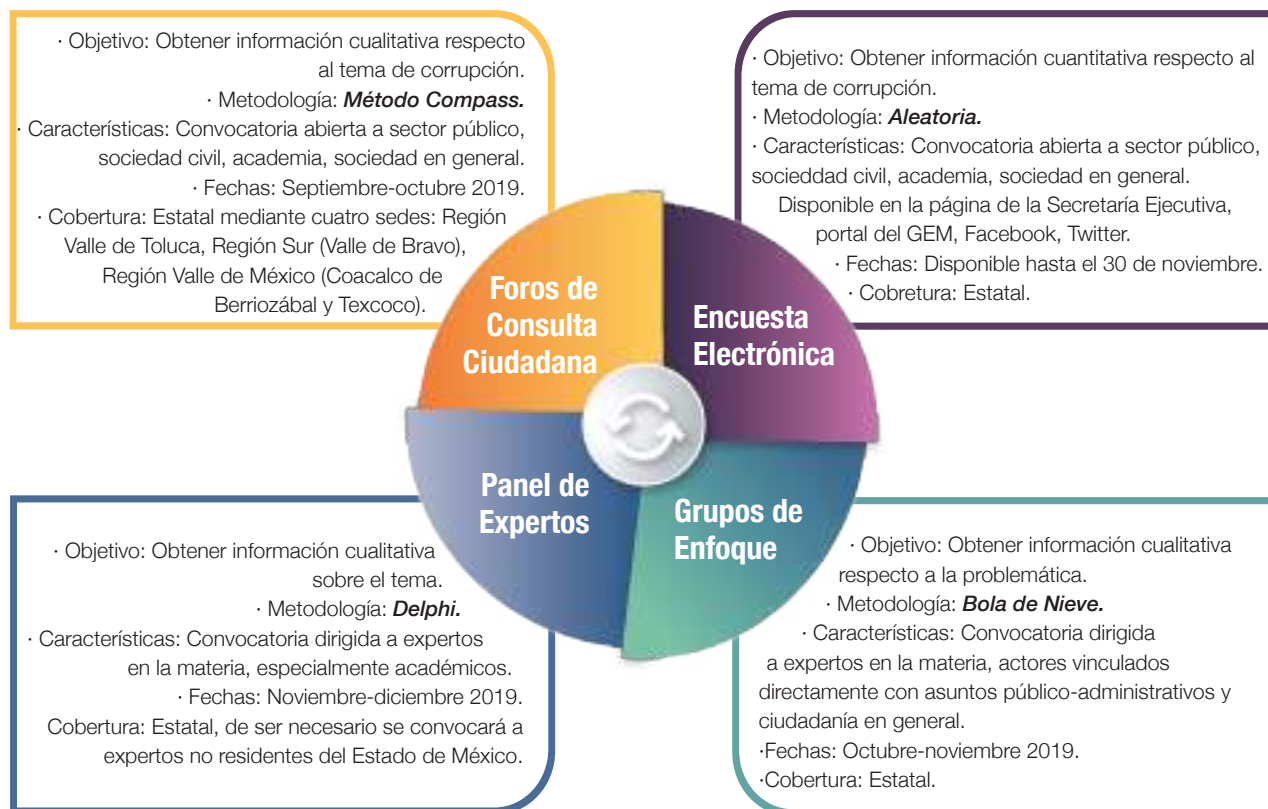 · Objetivo: Obtener información cualitativa respecto
al tema de corrupción.
· Metodología: Método Compass.
· Características: Convocatoria abierta a sector público,
sociedad civil, academia, sociedad en general.
· Fechas: Septiembre-octubre 2019.
· Cobertura: Estatal mediante cuatro sedes: Región
Valle de Toluca, Región Sur (Valle de Bravo),
Región Valle de México (Coacalco de
Berriozábal y Texcoco).
· Objetivo: Obtener información cuantitativa respecto al
tema de corrupción.
· Metodología: Aleatoria.
· Características: Convocatoria abierta a sector público,
socieddad civil, academia, sociedad en general.
Disponible en la página de la Secretaría Ejecutiva,
portal del GEM, Facebook, Twitter.
· Fechas: Disponible hasta el 30 de noviembre.
· Cobretura: Estatal.
Foros de
Consulta
Ciudadana
Encuesta
Electrónica
Panel de
Expertos
Grupos de
Enfoque
· Objetivo: Obtener información cualitativa
sobre el tema.
· Metodología: Delphi.
· Características: Convocatoria dirigida a expertos
en la materia, especialmente académicos.
· Fechas: Noviembre-diciembre 2019.
Cobertura: Estatal, de ser necesario se convocará a
expertos no residentes del Estado de México.
· Objetivo: Obtener información cualitativa
respecto a la problemática.
· Metodología: Bola de Nieve.
· Características: Convocatoria dirigida
a expertos en la materia, actores vinculados
directamente con asuntos público-administrativos y
ciudadanía en general.
·Fechas: Octubre-noviembre 2019.
·Cobertura: Estatal.